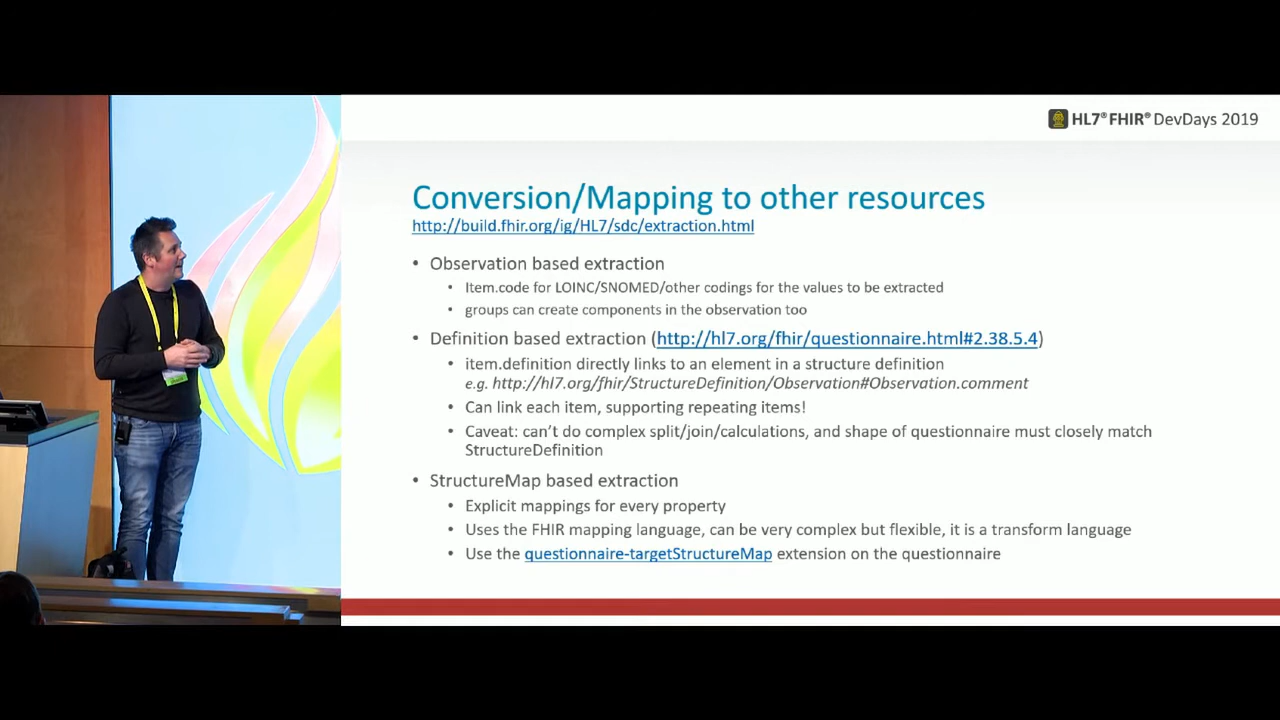 HL7® FHIR® DevDays 2019
Conversion/Mapping to other resources
http://build.fhir.org/ig/HL7/sdc/extraction.html
• Observation based extraction
• Item.code for LOINC/SNOMED/other codings for the values to be extracted
• groups can create components in the observation too
• Definition based extraction (http://hl7.org/fhir/questionnaire.html#2.38.5.4)
• item.definition directly links to an element in a structure definition
e.g. http://hl7.org/fhir/StructureDefinition/Observation#Observation.comment
• Can link each item, supporting repeating items!
• Caveat: can't do complex split/join/calculations, and shape of questionnaire must closely match
StructureDefinition
• StructureMap based extraction
• Explicit mappings for every property
• Uses the FHIR mapping language, can be very complex but flexible, it is a transform language
• Use the questionnaire-targetStructureMap extension on the questionnaire